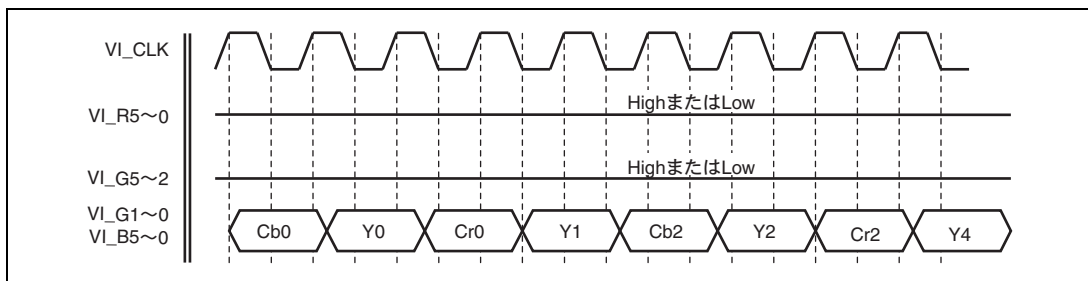 VI_CLK
VI_R5～0
HighまたはLow
VI_G5～2
HighまたはLow
VI_G1～0
VI_B5～0
Cb0 Y0 Cr0 Y1 Cb2 Y2 Cr2 Y4